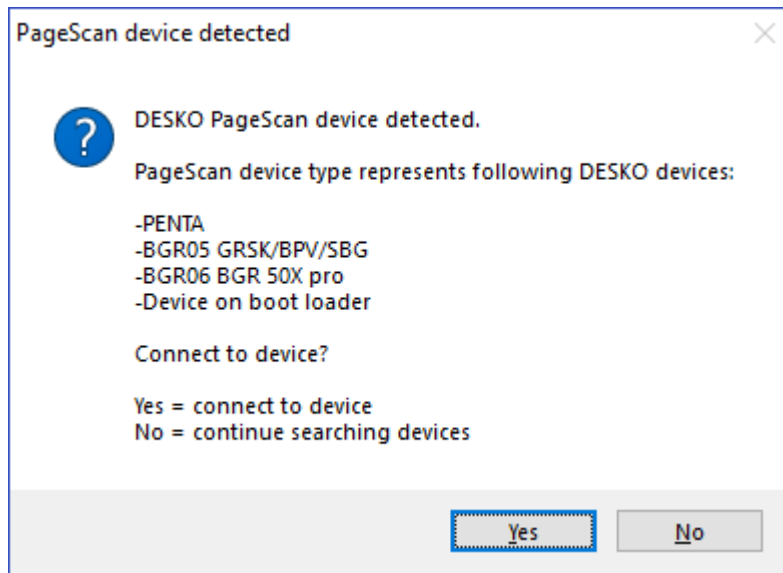 PageScan device detected
DESKO PageScan device detected.
PageScan device type represents following DESKO devices:
-PENTA
-BGR05 GRSK/BPV/SBG
-BGR06 BGR 50X pro
-Device on boot loader
Connect to device?
Yes = connect to device
No = continue searching devices
Yes
No